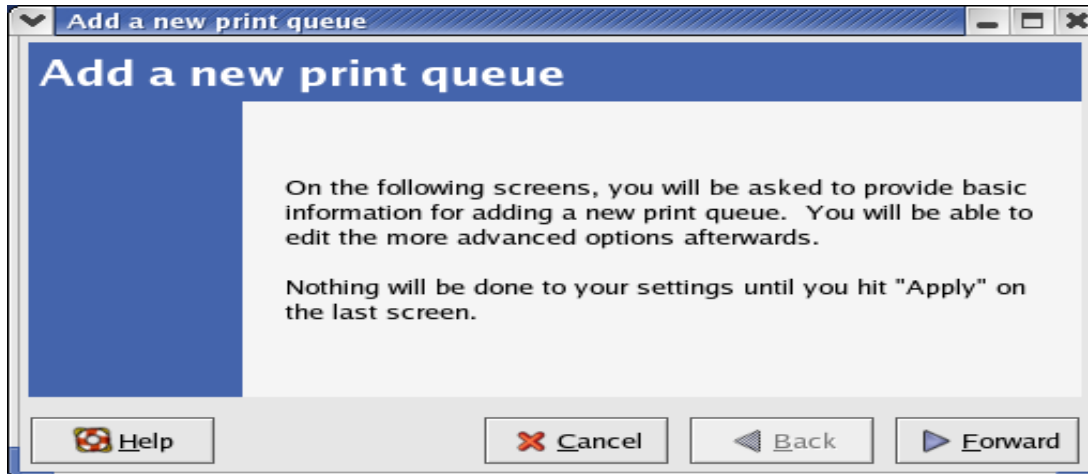 Add a new print queue
Add a new print queue
On the following screens, you will be asked to provide basic
information for adding a new print queue.  You will be able to
edit the more advanced options afterwards.
Nothing will be done to your settings until you hit "Apply" on
the last screen.
Help
Cancel
Back
Forward